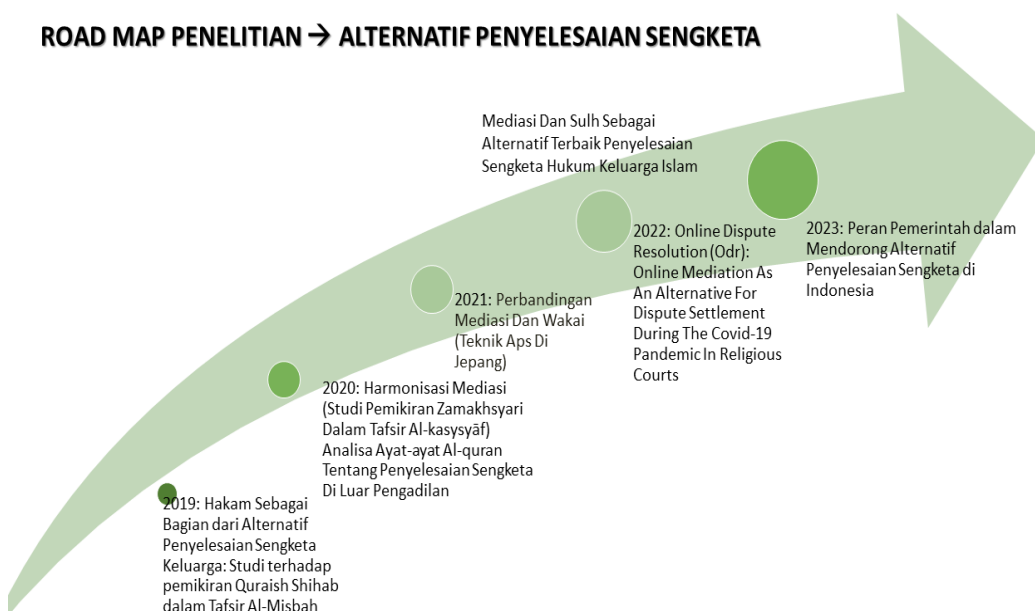 ROAD MAP PENELITIAN → ALTERNATIF PENYELESAIAN SENGKETA
2019: Hakam Sebagai
Bagian dari Alternatif
Penyelesaian Sengketa
Keluarga: Studi terhadap
pemikiran Quraish Shihab
dalam Tafsir Al-Misbah
2020: Harmonisasi Mediasi
(Studi Pemikiran Zamakhsyari
Dalam Tafsir Al-kasysyāf)
Analisa Ayat-ayat Al-quran
Tentang Penyelesaian Sengketa
Di Luar Pengadilan
2021: Perbandingan
Mediasi Dan Wakai
(Teknik Aps Di
Jepang)
Mediasi Dan Sulh Sebagai
Alternatif Terbaik Penyelesaian
Sengketa Hukum Keluarga Islam
2022: Online Dispute
Resolution (Odr):
Online Mediation As
An Alternative For
Dispute Settlement
During The Covid-19
Pandemic In Religious
Courts
2023: Peran Pemerintah dalam
Mendorong Alternatif
Penyelesaian Sengketa di
Indonesia